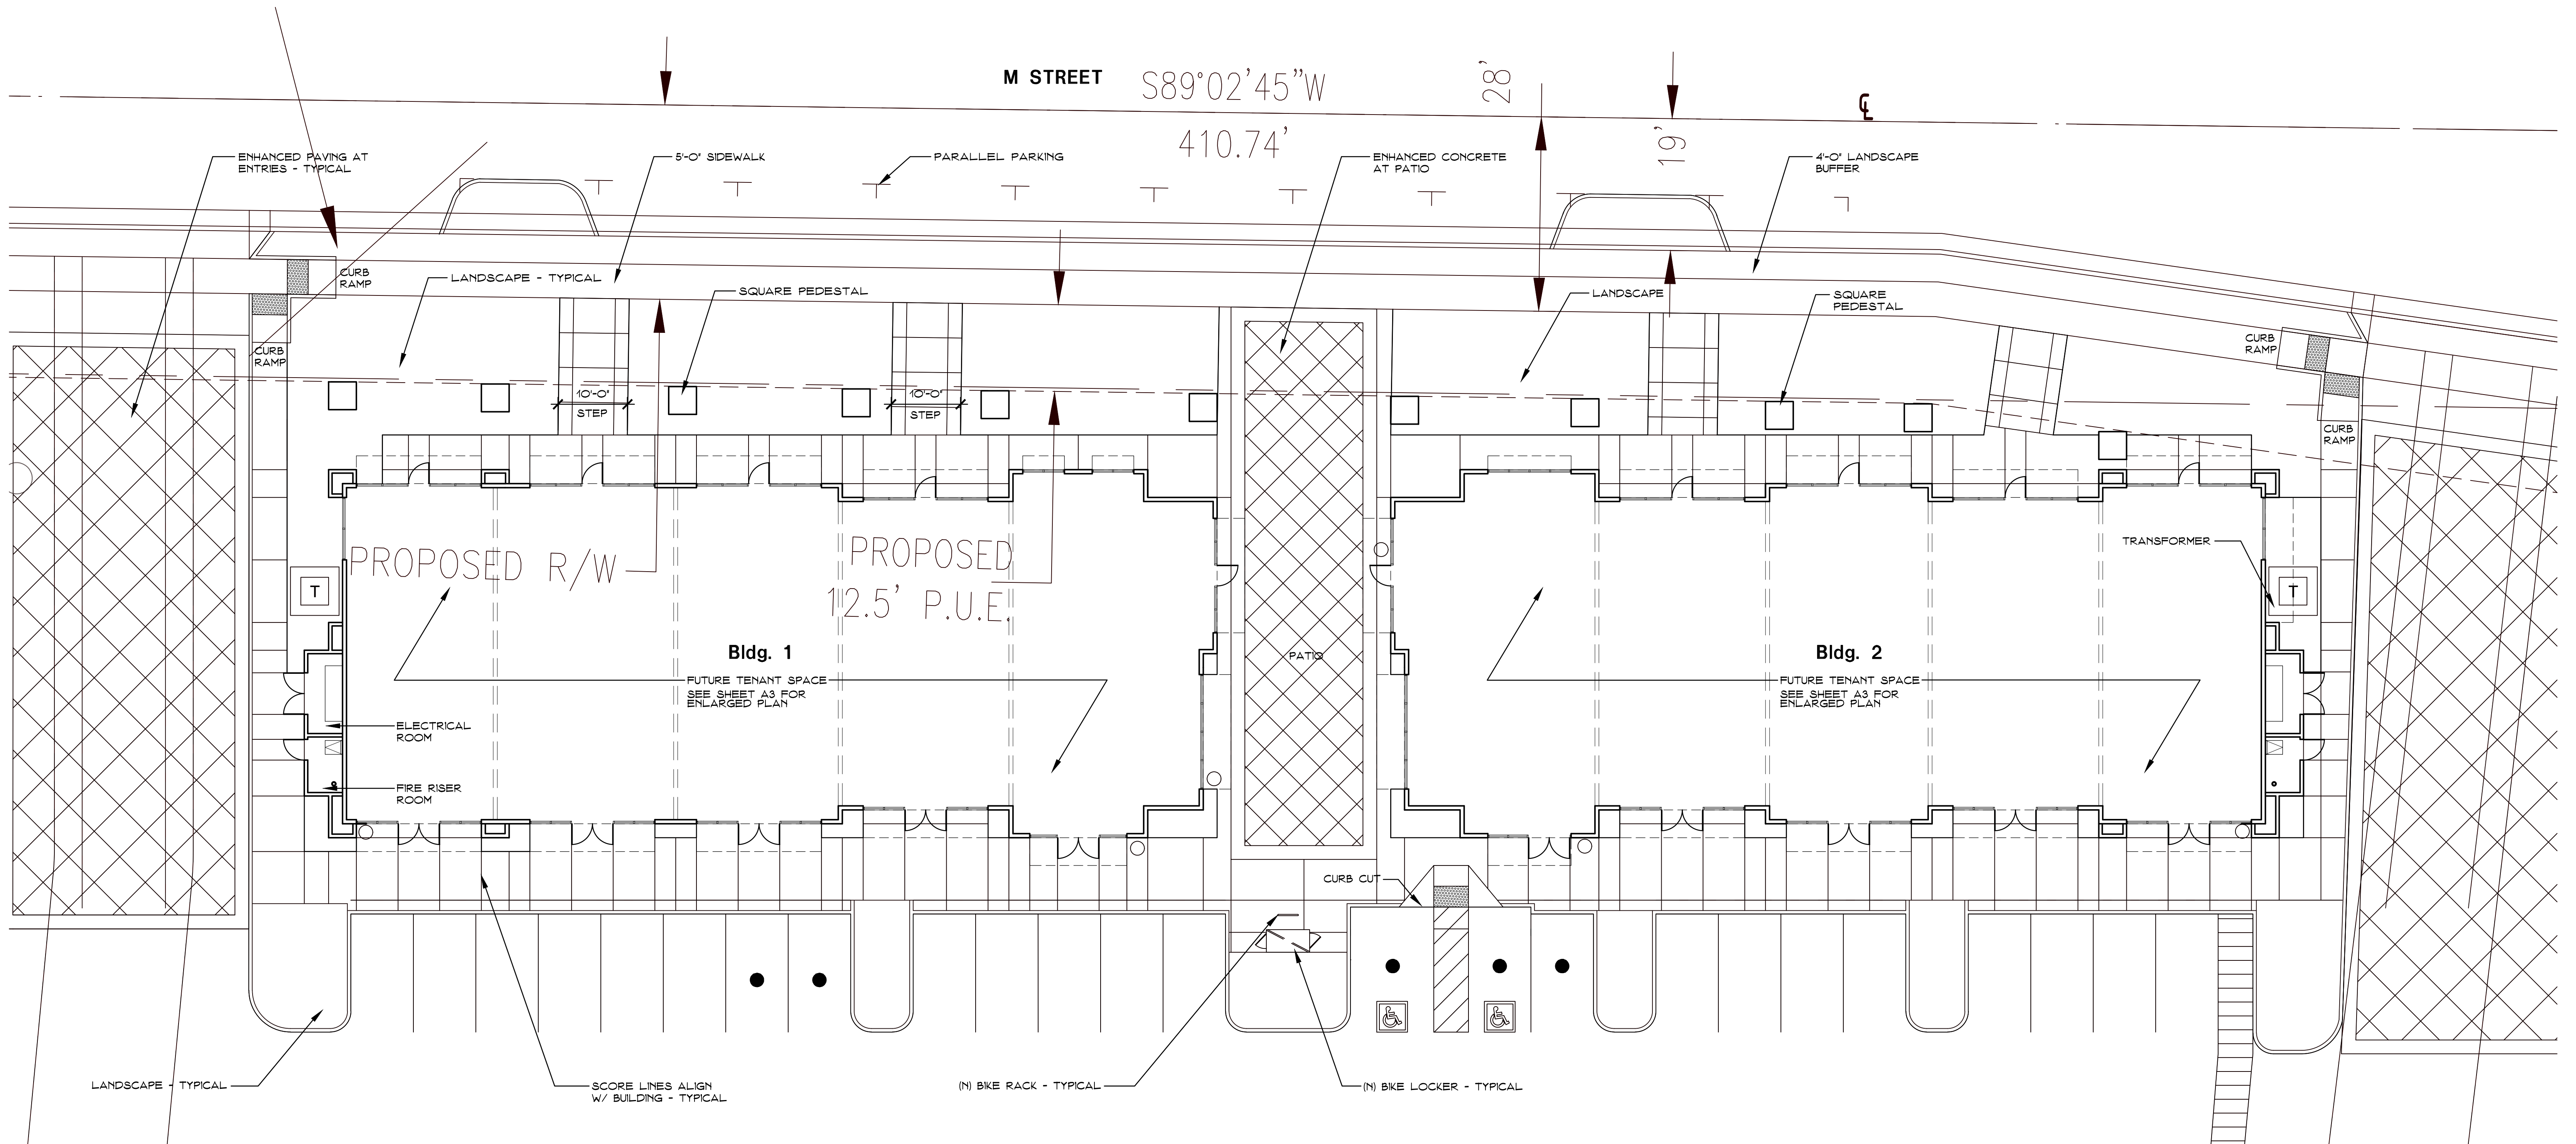 M STREET
S89°02'45"W
28'
℄
410.74'
19'
ENHANCED PAVING AT
ENTRIES - TYPICAL
5'-0" SIDEWALK
PARALLEL PARKING
ENHANCED CONCRETE
AT PATIO
4'-0" LANDSCAPE
BUFFER
CURB
RAMP
LANDSCAPE - TYPICAL
SQUARE PEDESTAL
LANDSCAPE
SQUARE
PEDESTAL
CURB
RAMP
CURB
RAMP
10'-0"
STEP
10'-0"
STEP
CURB
RAMP
PROPOSED R/W
PROPOSED
12.5' P.U.E.
TRANSFORMER
T
T
Bldg. 1
PATIO
Bldg. 2
FUTURE TENANT SPACE
SEE SHEET A3 FOR
ENLARGED PLAN
FUTURE TENANT SPACE
SEE SHEET A3 FOR
ENLARGED PLAN
ELECTRICAL
ROOM
FIRE RISER
ROOM
CURB CUT
LANDSCAPE - TYPICAL
SCORE LINES ALIGN
W/ BUILDING - TYPICAL
(N) BIKE RACK - TYPICAL
(N) BIKE LOCKER - TYPICAL